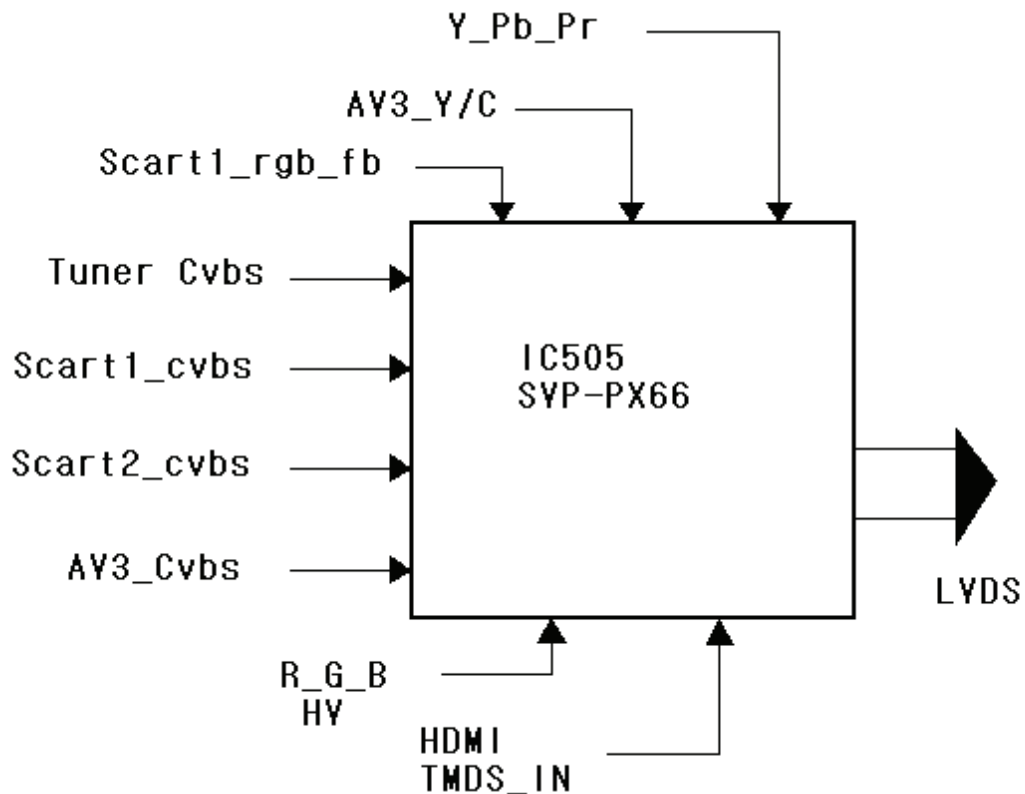 Y_Pb_Pr
AV3_Y/C
Scart1_rgb_fb
Tuner Cvbs
Scart1_cvbs
IC505
SVP-PX66
Scart2_cvbs
AV3_Cvbs
LVDS
R_G_B
HV
HDMI
TMDS_IN